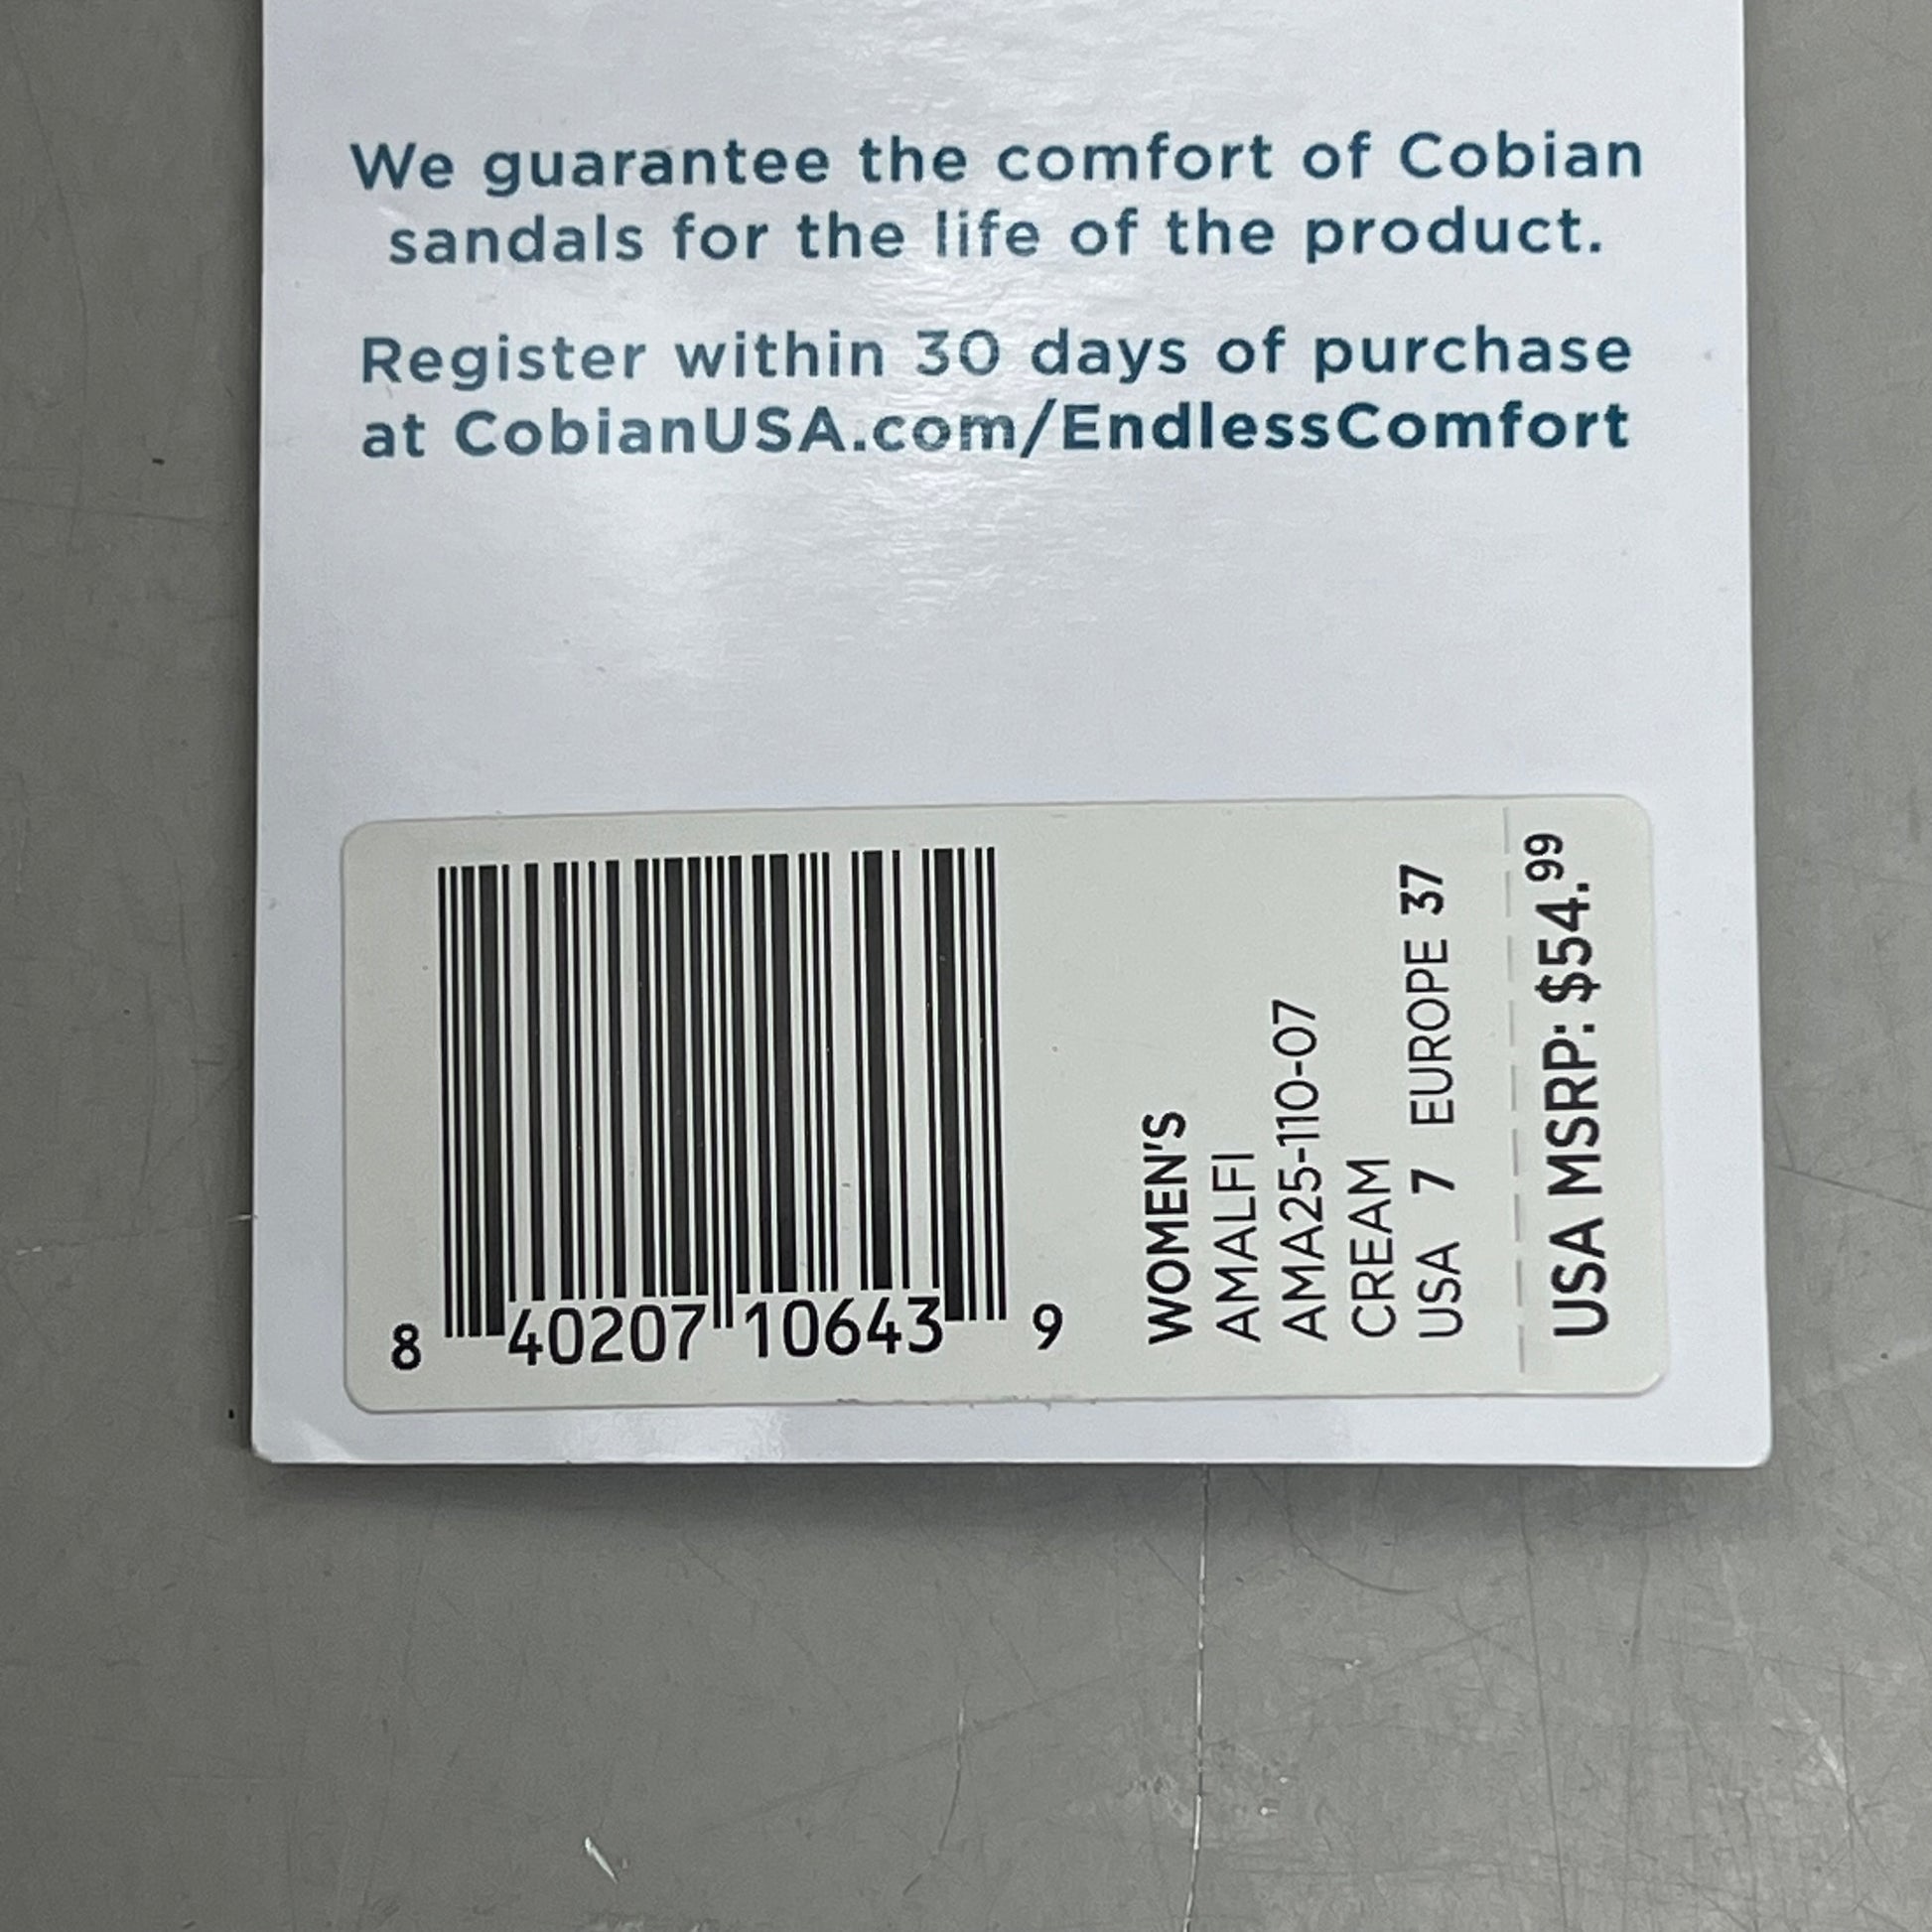 We guarantee the comfort of Cobian
sandals for the life of the product.
Register within 30 days of purchase
at CobianUSA.com/EndlessComfort
8 40207 10643 9
WOMEN'S
AMALFI
AMA25-110-07
CREAM
USA 7 EUROPE 37
USA MSRP: $54.99